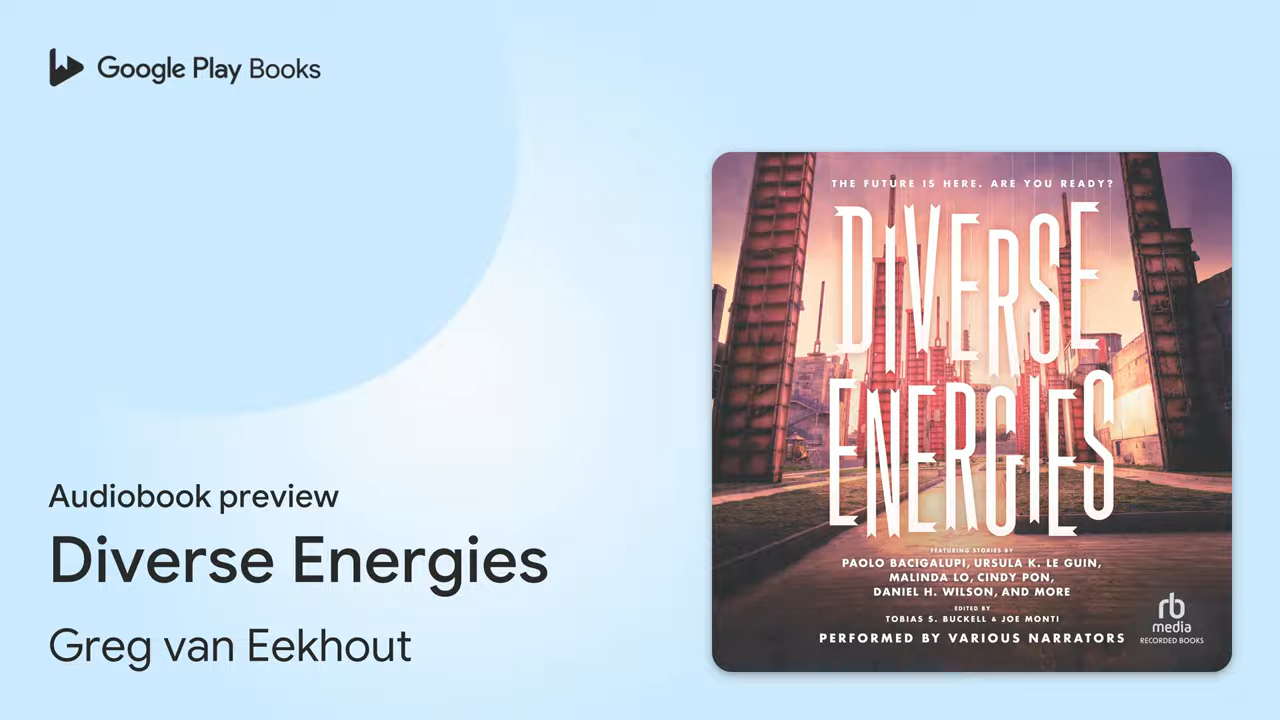 Google Play Books
Audiobook preview
Diverse Energies
Greg van Eekhout
THE FUTURE IS HERE. ARE YOU READY?
DIVERSE
ENERGIES
FEATURING STORIES BY
PAOLO BACIGALUPI, URSULA K. LE GUIN,
MALINDA LO, CINDY PON,
DANIEL H. WILSON, AND MORE
EDITED BY
TOBIAS S. BUCKELL & JOE MONTI
PERFORMED BY VARIOUS NARRATORS
rb
media
RECORDED BOOKS